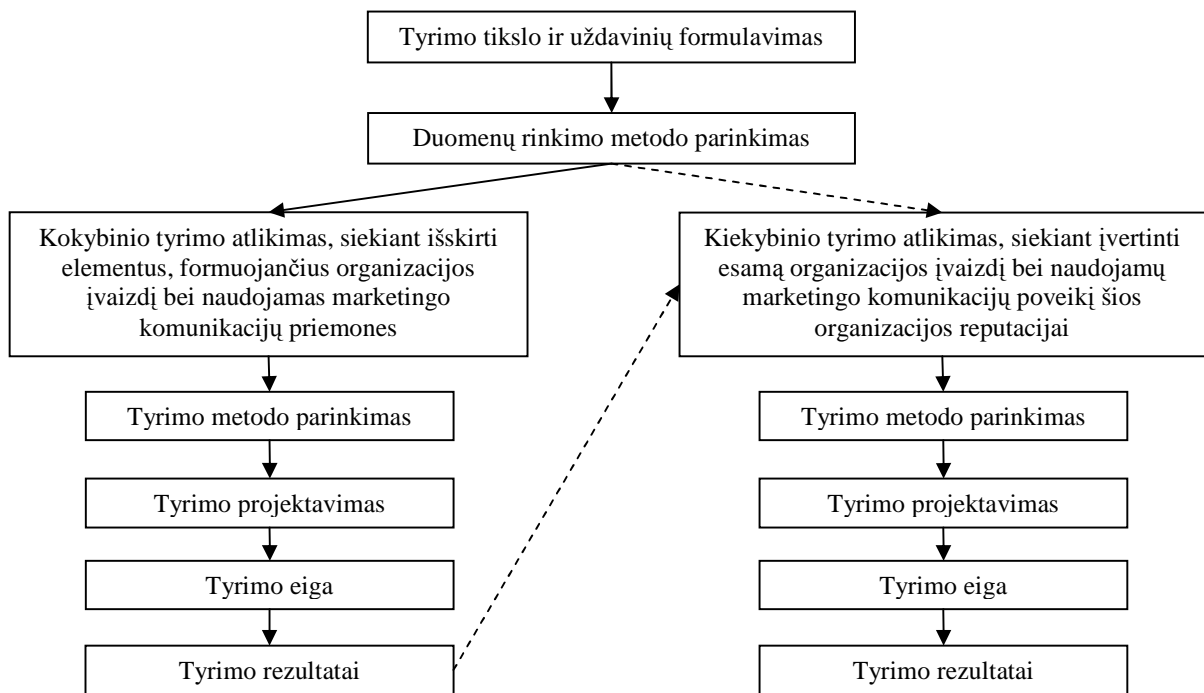 Tyrimo tikslo ir uždavinių formulavimas
Duomenų rinkimo metodo parinkimas
Kokybinio tyrimo atlikimas, siekiant išskirti
elementus, formuojančius organizacijos
įvaizdį bei naudojamas marketingo
komunikacijų priemones
Tyrimo metodo parinkimas
Tyrimo projektavimas
Tyrimo eiga
Tyrimo rezultatai
Kiekybinio tyrimo atlikimas, siekiant įvertinti
esamą organizacijos įvaizdį bei naudojamų
marketingo komunikacijų poveikį šios
organizacijos reputacijai
Tyrimo metodo parinkimas
Tyrimo projektavimas
Tyrimo eiga
Tyrimo rezultatai